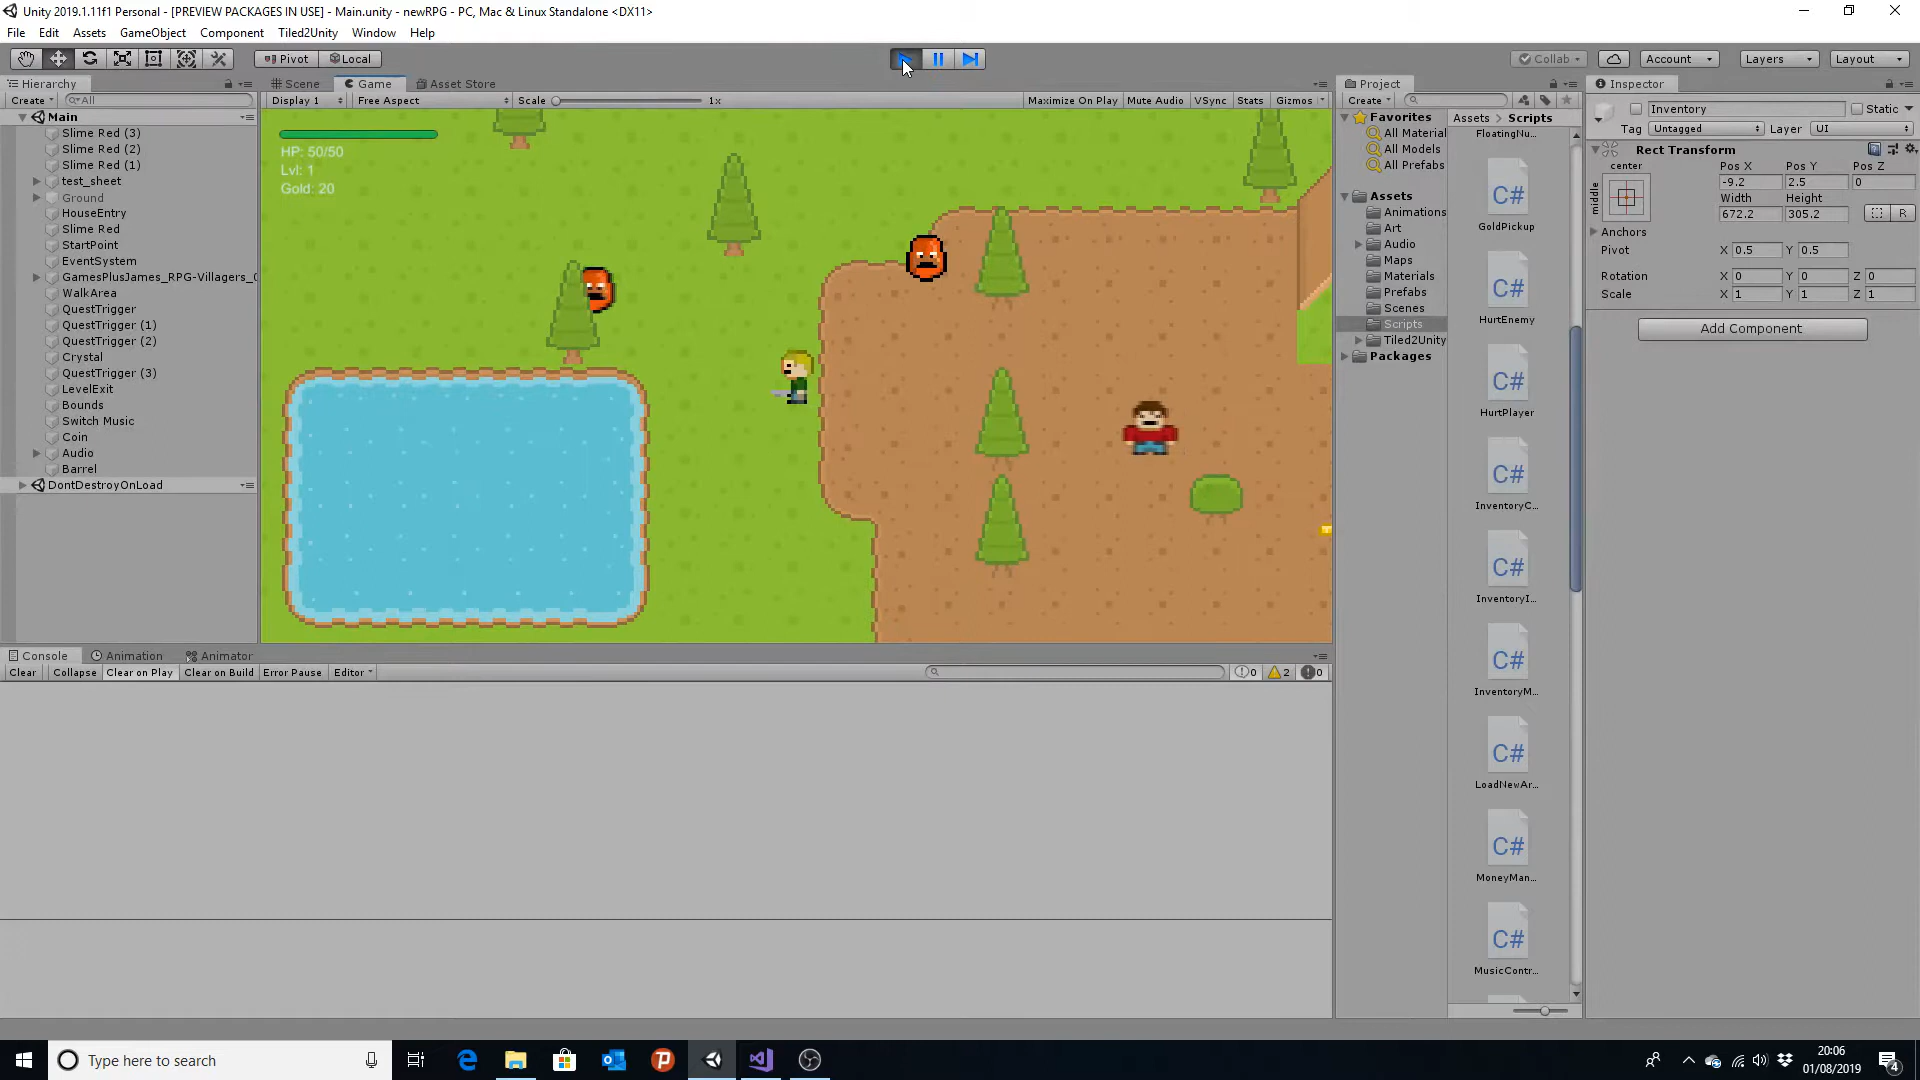 Unity 2019.1.11f1 Personal - [PREVIEW PACKAGES IN USE] - Main.unity - newRPG - PC, Mac & Linux Standalone <DX11>
File Edit Assets GameObject Component Tiled2Unity Window Help
Pivot Local Collab Account Layers Layout
Hierarchy Scene Game Asset Store Project Inspector
Create All
Main
Slime Red (3)
Slime Red (2)
Slime Red (1)
test_sheet
Ground
HouseEntry
Slime Red
StartPoint
EventSystem
GamesPlusJames_RPG-Villagers_0
WalkArea
QuestTrigger
QuestTrigger (1)
QuestTrigger (2)
Crystal
QuestTrigger (3)
LevelExit
Bounds
Switch Music
Coin
Audio
Barrel
DontDestroyOnLoad
Display 1 Free Aspect Scale 1x Maximize On Play Mute Audio VSync Stats Gizmos
HP: 50/50
Lvl: 1
Gold: 20
Create
Favorites
All Material
All Models
All Prefabs
Assets
Animations
Art
Audio
Maps
Materials
Prefabs
Scenes
Scripts
Tiled2Unity
Packages
Assets > Scripts
FloatingNu...
C#
GoldPickup
C#
HurtEnemy
C#
HurtPlayer
C#
InventoryC...
C#
InventoryI...
C#
InventoryM...
C#
LoadNewAr...
C#
MoneyMan...
C#
MusicContr...
Inventory Static
Tag Untagged Layer UI
Rect Transform
center Pos X Pos Y Pos Z
middle -9.2 2.5 0
Width Height
672.2 305.2 R
Anchors
Pivot X 0.5 Y 0.5
Rotation X 0 Y 0 Z 0
Scale X 1 Y 1 Z 1
Add Component
Console Animation Animator
Clear Collapse Clear on Play Clear on Build Error Pause Editor 0 2 0
Type here to search
20:06
01/08/2019
4